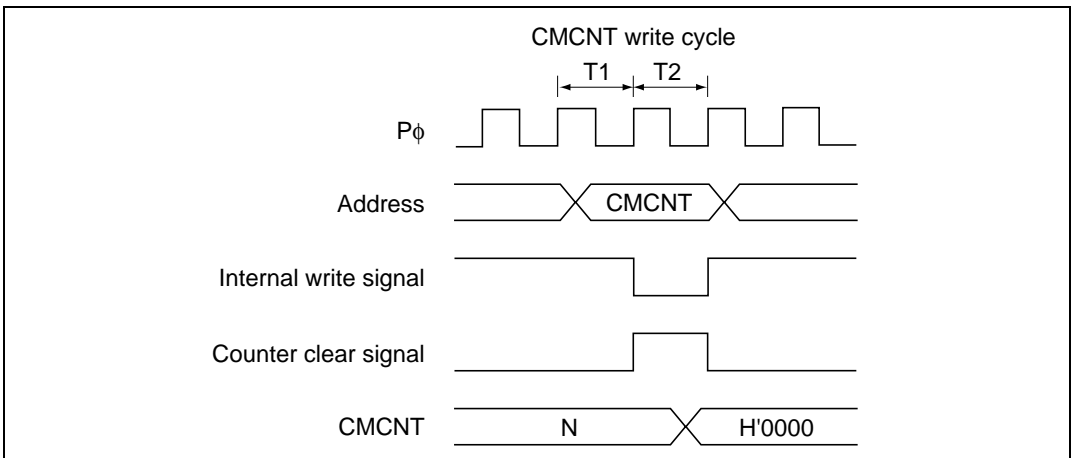 CMCNT write cycle
T1 T2
Pϕ
Address CMCNT
Internal write signal
Counter clear signal
CMCNT N H'0000